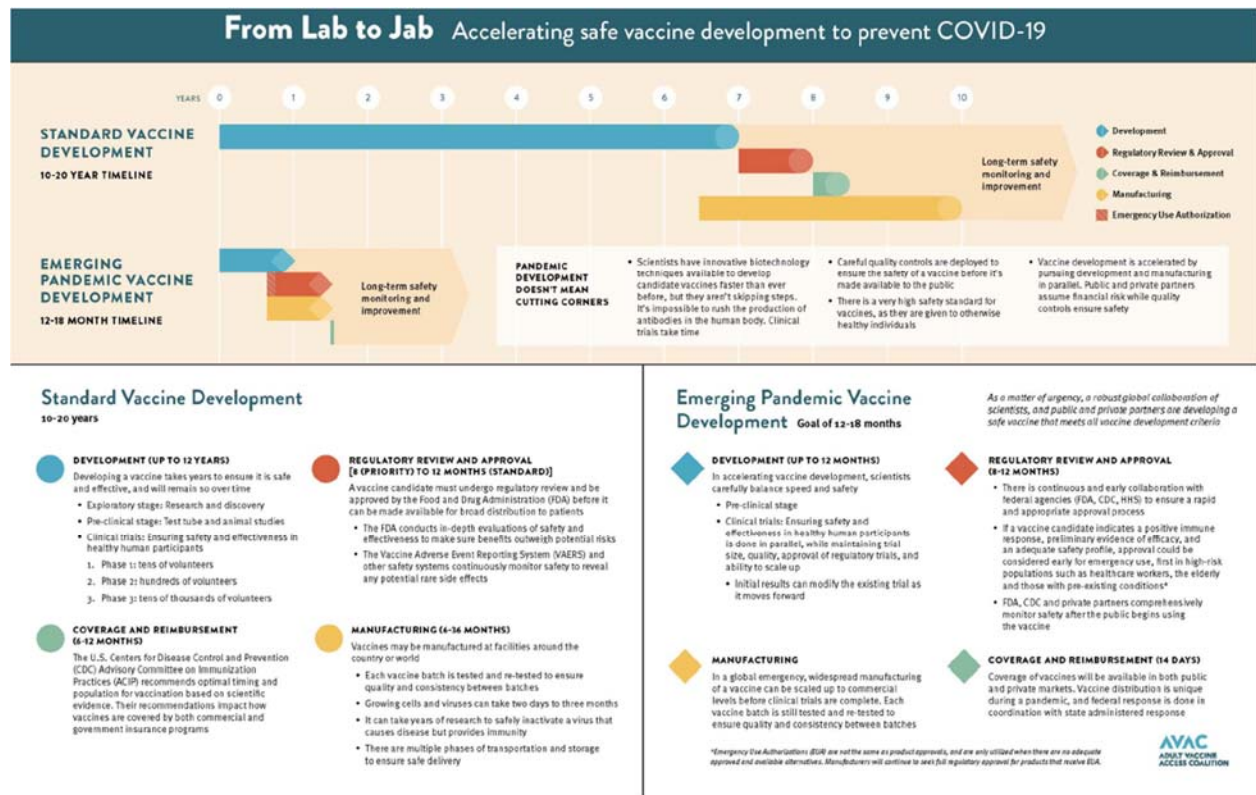 From Lab to Jab Accelerating safe vaccine development to prevent COVID-19
YEARS 0 1 2 3 4 5 6 7 8 9 10
STANDARD VACCINE
DEVELOPMENT
10-20 YEAR TIMELINE
Long-term safety
monitoring and
improvement
Development
Regulatory Review & Approval
Coverage & Reimbursement
Manufacturing
Emergency Use Authorization
EMERGING
PANDEMIC VACCINE
DEVELOPMENT
12-18 MONTH TIMELINE
Long-term safety
monitoring and
improvement
PANDEMIC
DEVELOPMENT
DOESN'T MEAN
CUTTING CORNERS
• Scientists have innovative biotechnology
techniques available to develop
candidate vaccines faster than ever
before, but they aren't skipping steps.
It's impossible to rush the production of
antibodies in the human body. Clinical
trials take time
• Careful quality controls are deployed to
ensure the safety of a vaccine before it's
made available to the public
• There is a very high safety standard for
vaccines, as they are given to otherwise
healthy individuals
• Vaccine development is accelerated by
pursuing development and manufacturing
in parallel. Public and private partners
assume financial risk while quality
controls ensure safety
Standard Vaccine Development
10-20 years
DEVELOPMENT (UP TO 12 YEARS)
Developing a vaccine takes years to ensure it is safe
and effective, and will remain so over time
• Exploratory stage: Research and discovery
• Pre-clinical stage: Test tube and animal studies
• Clinical trials: Ensuring safety and effectiveness in
healthy human participants
1. Phase 1: tens of volunteers
2. Phase 2: hundreds of volunteers
3. Phase 3: tens of thousands of volunteers
REGULATORY REVIEW AND APPROVAL
[8 (PRIORITY) TO 12 MONTHS (STANDARD)]
A vaccine candidate must undergo regulatory review and be
approved by the Food and Drug Administration (FDA) before it
can be made available for broad distribution to patients
• The FDA conducts in-depth evaluations of safety and
effectiveness to make sure benefits outweigh potential risks
• The Vaccine Adverse Event Reporting System (VAERS) and
other safety systems continuously monitor safety to reveal
any potential rare side effects
COVERAGE AND REIMBURSEMENT
(6-12 MONTHS)
The U.S. Centers for Disease Control and Prevention
(CDC) Advisory Committee on Immunization
Practices (ACIP) recommends optimal timing and
population for vaccination based on scientific
evidence. Their recommendations impact how
vaccines are covered by both commercial and
government insurance programs
MANUFACTURING (6-36 MONTHS)
Vaccines may be manufactured at facilities around the
country or world
• Each vaccine batch is tested and re-tested to ensure
quality and consistency between batches
• Growing cells and viruses can take two days to three months
• It can take years of research to safely inactivate a virus that
causes disease but provides immunity
• There are multiple phases of transportation and storage
to ensure safe delivery
Emerging Pandemic Vaccine
Development Goal of 12-18 months
As a matter of urgency, a robust global collaboration of
scientists, and public and private partners are developing a
safe vaccine that meets all vaccine development criteria
DEVELOPMENT (UP TO 12 MONTHS)
In accelerating vaccine development, scientists
carefully balance speed and safety
• Pre-clinical stage
• Clinical trials: Ensuring safety and
effectiveness in healthy human participants
is done in parallel, while maintaining trial
size, quality, approval of regulatory trials, and
ability to scale up
• Initial results can modify the existing trial as
it moves forward
REGULATORY REVIEW AND APPROVAL
(8-12 MONTHS)
• There is continuous and early collaboration with
federal agencies (FDA, CDC, HHS) to ensure a rapid
and appropriate approval process
• If a vaccine candidate indicates a positive immune
response, preliminary evidence of efficacy, and
an adequate safety profile, approval could be
considered early for emergency use, first in high-risk
populations such as healthcare workers, the elderly
and those with pre-existing conditions*
• FDA, CDC and private partners comprehensively
monitor safety after the public begins using
the vaccine
MANUFACTURING
In a global emergency, widespread manufacturing
of a vaccine can be scaled up to commercial
levels before clinical trials are complete. Each
vaccine batch is still tested and re-tested to
ensure quality and consistency between batches
COVERAGE AND REIMBURSEMENT (14 DAYS)
Coverage of vaccines will be available in both public
and private markets. Vaccine distribution is unique
during a pandemic, and federal response is done in
coordination with state administered response
*Emergency Use Authorizations (EUA) are not the same as product approvals, and are only utilized when there are no adequate
approved and available alternatives. Manufacturers will continue to seek full regulatory approval for products that receive EUA.
AVAC
ADULT VACCINE
ACCESS COALITION